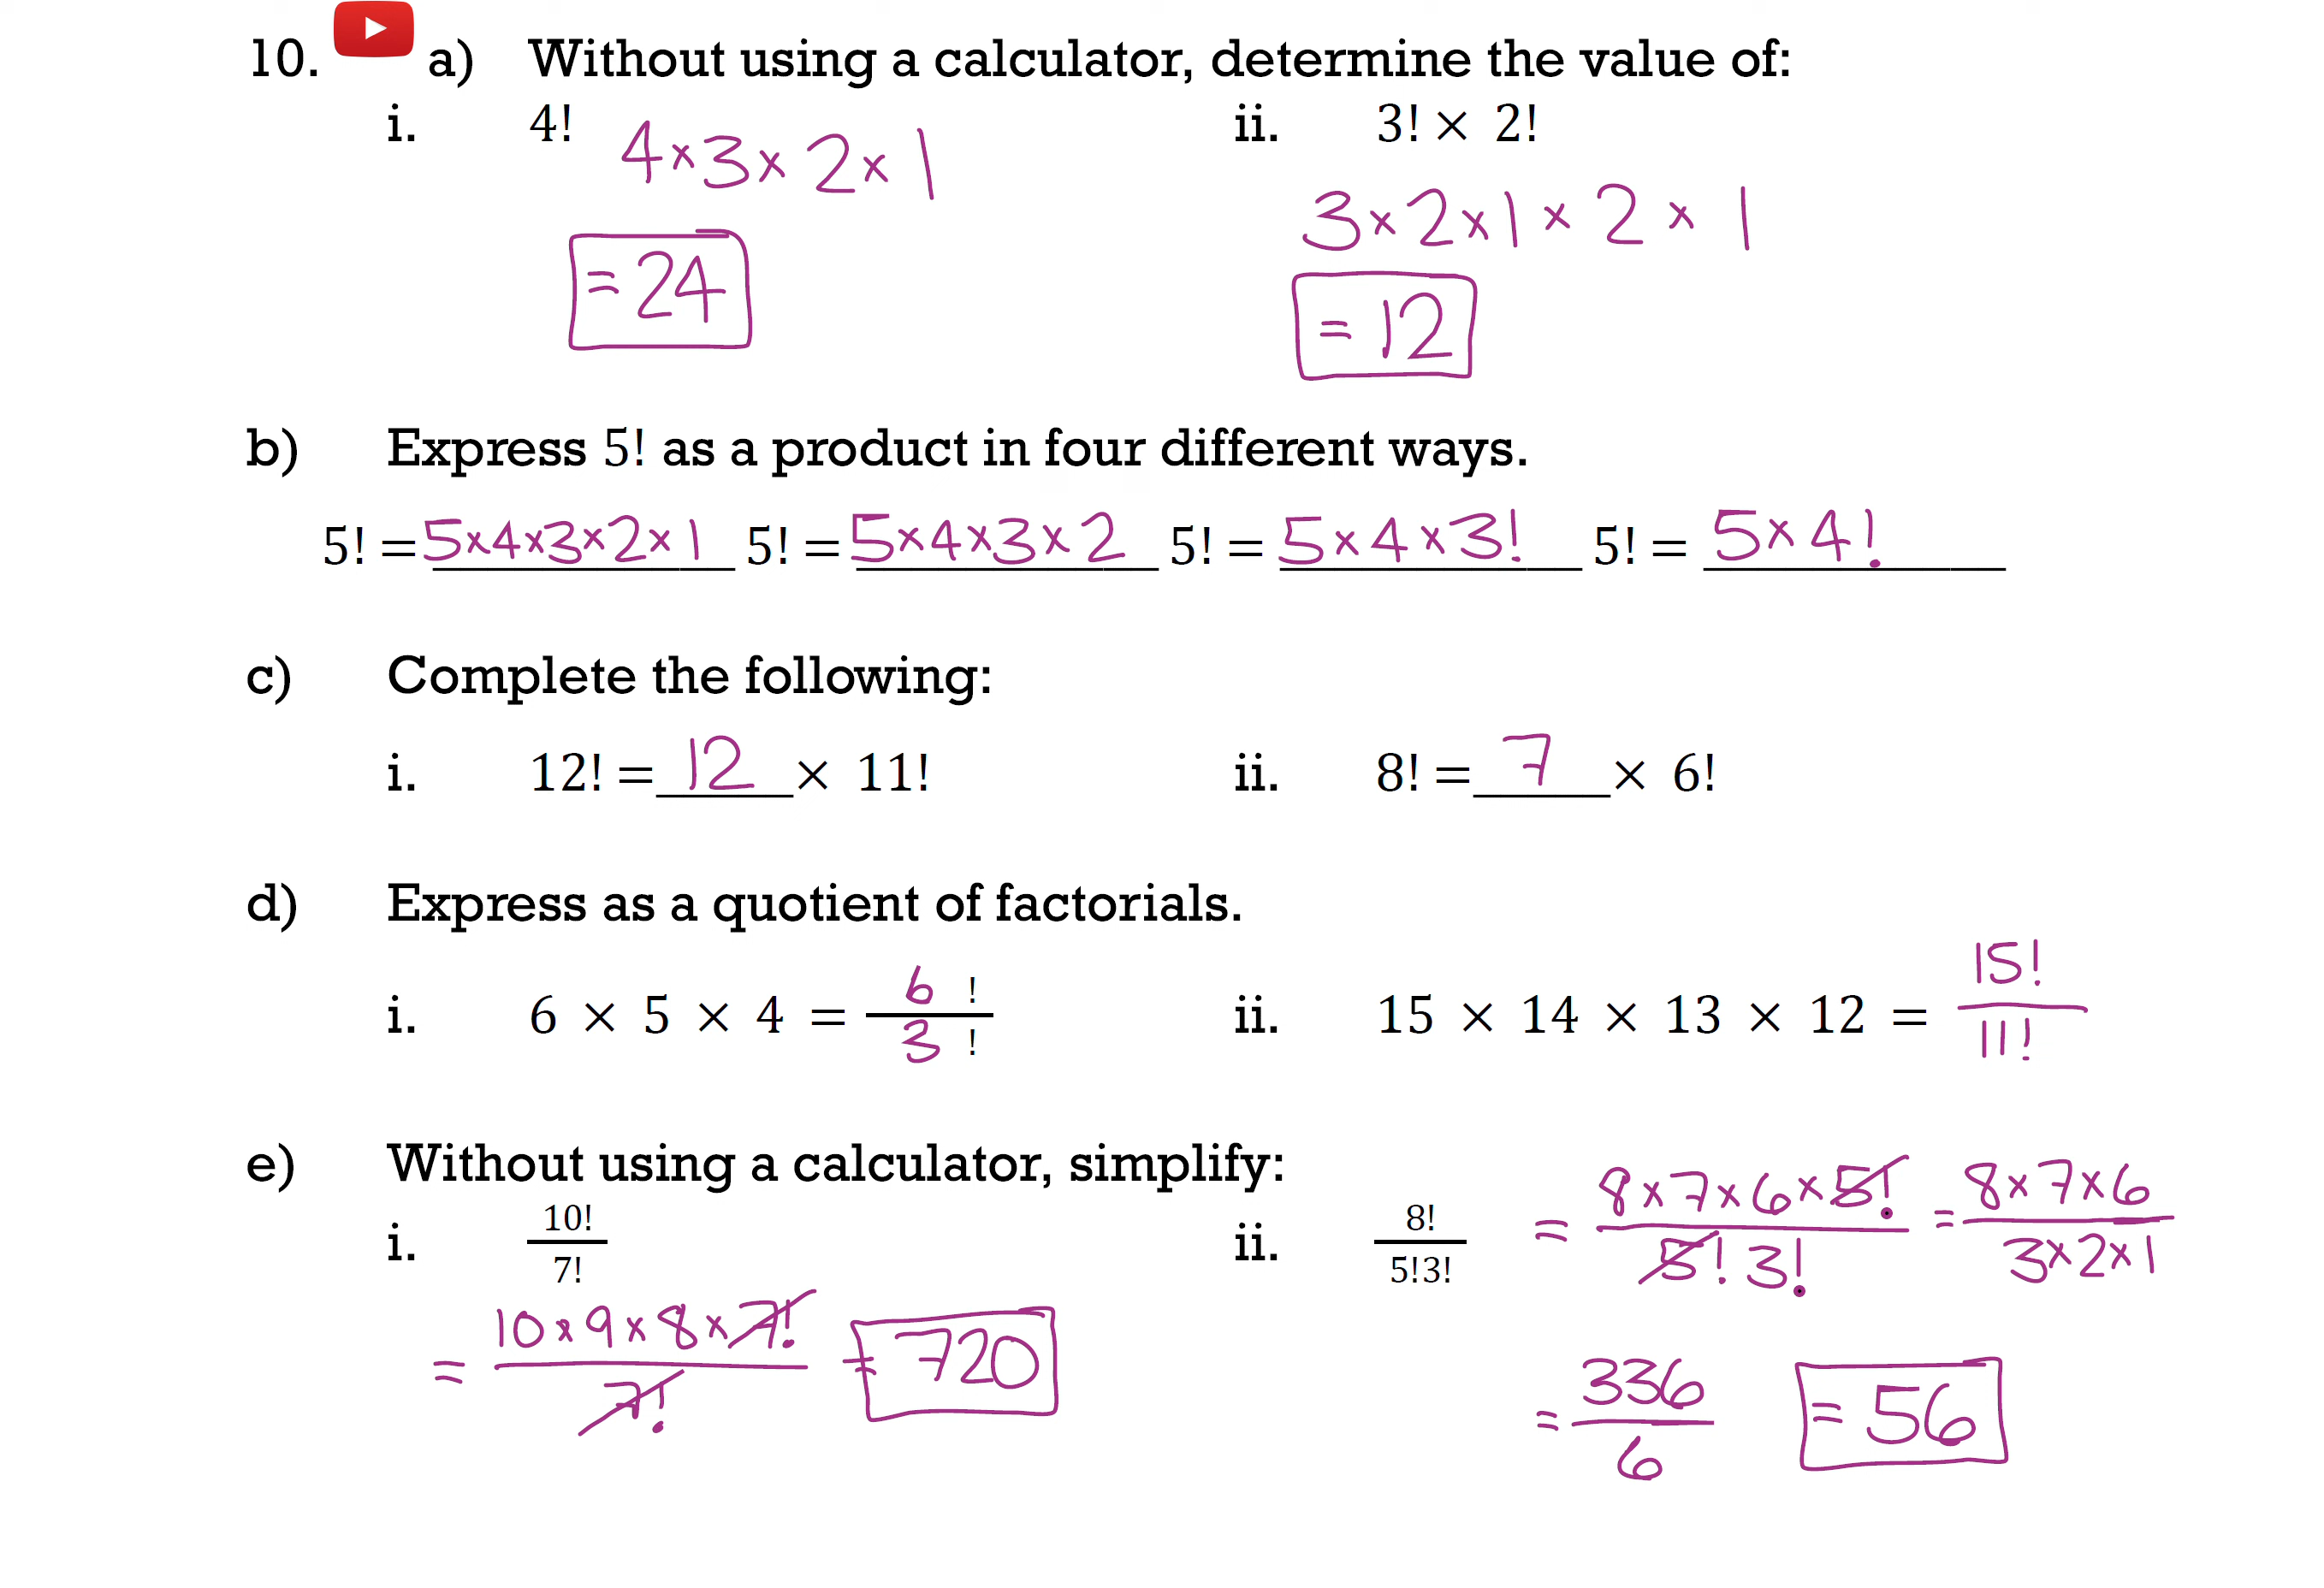 10. a) Without using a calculator, determine the value of:
i. 4! 4×3×2×1 ii. 3! × 2!
3×2×1×2×1
=24
=12
b) Express 5! as a product in four different ways.
5! = 5×4×3×2×1 5! = 5×4×3×2 5! = 5×4×3! 5! = 5×4!
c) Complete the following:
i. 12! = 12 × 11! ii. 8! = 7 × 6!
d) Express as a quotient of factorials.
i. 6 × 5 × 4 = 6!/3! ii. 15 × 14 × 13 × 12 = 15!/11!
e) Without using a calculator, simplify:
i. 10!/7! ii. 8!/5!3! = 8×7×6×5!/5!3! = 8×7×6/3×2×1
= 10×9×8×7!/7! = 720
= 336/6 = 56